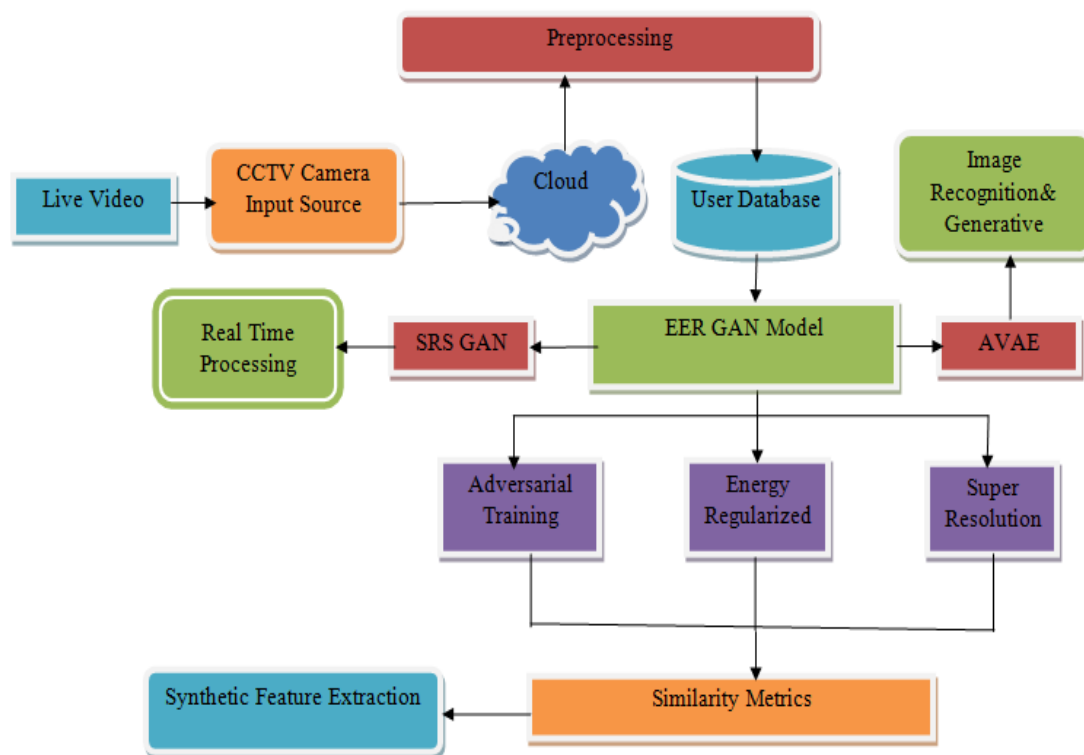 Preprocessing
Live Video
CCTV Camera
Input Source
Cloud
User Database
Image
Recognition&
Generative
Real Time
Processing
SRS GAN
EER GAN Model
AVAE
Adversarial
Training
Energy
Regularized
Super
Resolution
Synthetic Feature Extraction
Similarity Metrics